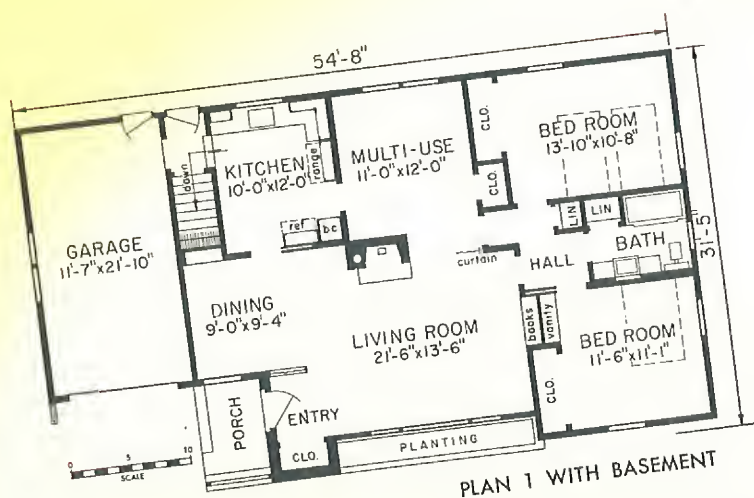 54'-8"
CLO.
BED ROOM
13'-10"x10'-8"
KITCHEN
10'-0"x12'-0"
range
MULTI-USE
11'-0"x12'-0"
down
CLO.
LIN
LIN
GARAGE
11'-7"x21'-10"
ref
bc
BATH
31'-5"
curtain
HALL
DINING
9'-0"x9'-4"
LIVING ROOM
21'-6"x13'-6"
books
vanity
BED ROOM
11'-6"x11'-1"
CLO.
PORCH
ENTRY
CLO.
PLANTING
0 5 10
SCALE
PLAN 1 WITH BASEMENT